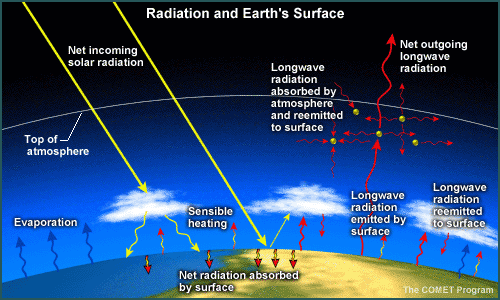 Radiation and Earth's Surface
Net incoming
solar radiation
Longwave
radiation
absorbed by
atmosphere
and reemitted
to surface
Net outgoing
longwave
radiation
Top of
atmosphere
Evaporation
Sensible
heating
Longwave
radiation
emitted by
surface
Longwave
radiation
reemitted
to surface
Net radiation absorbed
by surface
The COMET Program